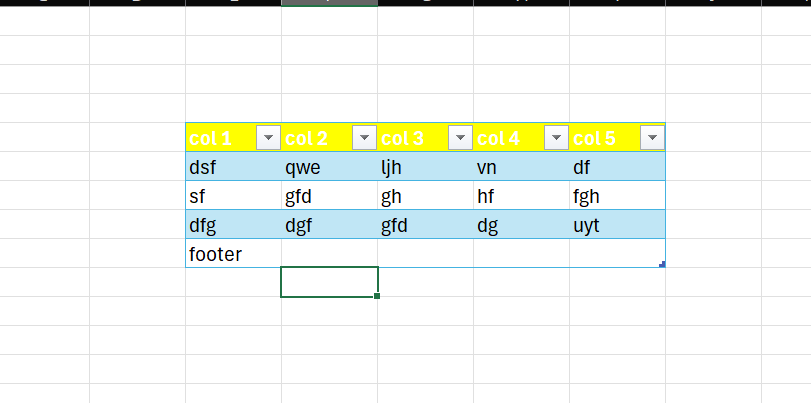 col 1 col 2 col 3 col 4 col 5
dsf qwe ljh vn df
sf gfd gh hf fgh
dfg dgf gfd dg uyt
footer